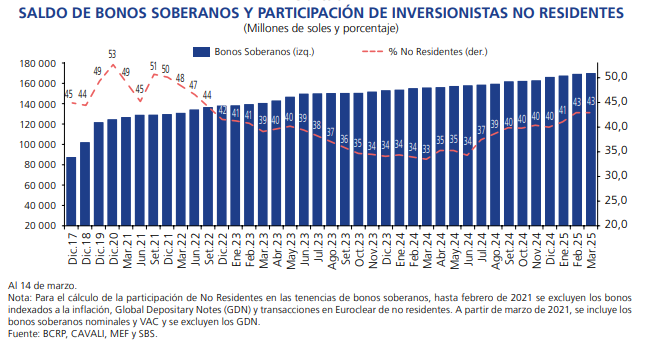 SALDO DE BONOS SOBERANOS Y PARTICIPACIÓN DE INVERSIONISTAS NO RESIDENTES
(Millones de soles y porcentaje)
Bonos Soberanos (izq.) % No Residentes (der.)
180 000
160 000
140 000
120 000
100 000
80 000
60 000
40 000
20 000
45 44 49 53 49 45 51 50 48 47 44 42 41 41 39 40 40 39 38 37 36 35 34 34 34 34 33 35 35 34 37 39 40 40 40 40 41 43 43
50,0
45,0
40,0
35,0
30,0
25,0
20,0
Dic.17 Dic.18 Dic.19 Dic.20 Mar.21 Jun.21 Set.21 Dic.21 Mar.22 Jun.22 Set.22 Dic.22 Ene.23 Feb.23 Mar.23 Abr.23 May.23 Jun.23 Jul.23 Ago.23 Set.23 Oct.23 Nov.23 Dic.23 Ene.24 Feb.24 Mar.24 Abr.24 May.24 Jun.24 Jul.24 Ago.24 Set.24 Oct.24 Nov.24 Dic.24 Ene.25 Feb.25 Mar.25
Al 14 de marzo.
Nota: Para el cálculo de la participación de No Residentes en las tenencias de bonos soberanos, hasta febrero de 2021 se excluyen los bonos
indexados a la inflación, Global Depositary Notes (GDN) y transacciones en Euroclear de no residentes. A partir de marzo de 2021, se incluye los
bonos soberanos nominales y VAC y se excluyen los GDN.
Fuente: BCRP, CAVALI, MEF y SBS.